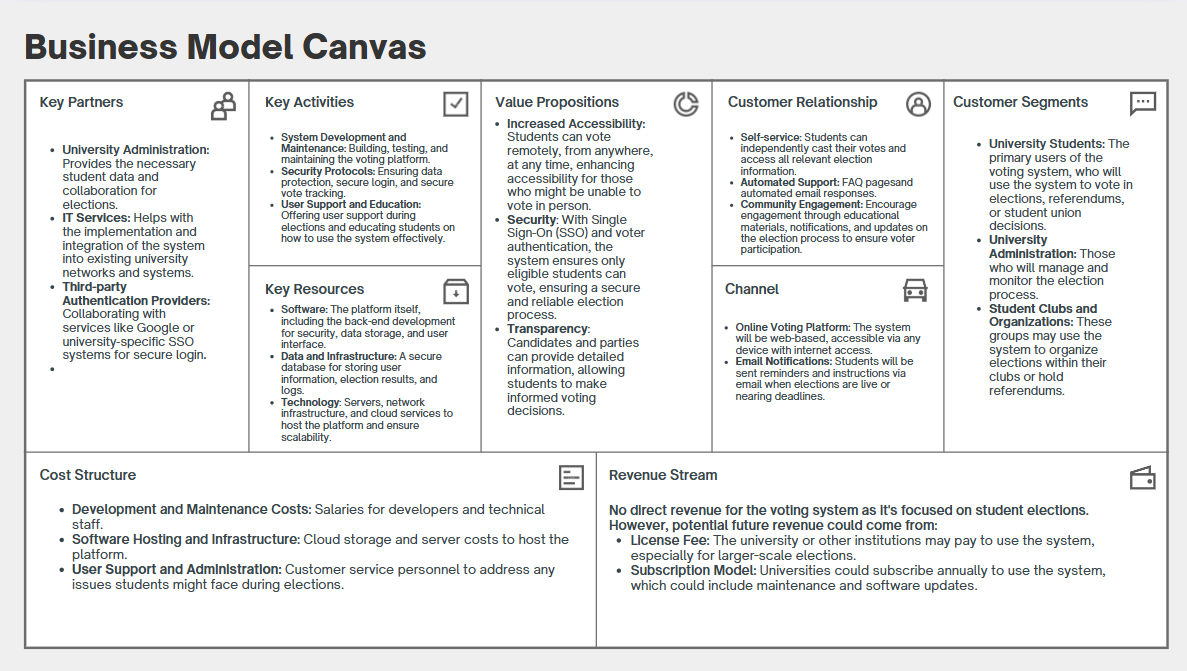 Business Model Canvas
Key Partners
• University Administration:
Provides the necessary
student data and
collaboration for
elections.
• IT Services: Helps with
the implementation and
integration of the system
into existing university
networks and systems.
• Third-party
Authentication Providers:
Collaborating with
services like Google or
university-specific SSO
systems for secure login.
•
Key Activities
• System Development and
Maintenance: Building, testing, and
maintaining the voting platform.
• Security Protocols: Ensuring data
protection, secure login, and secure
vote tracking.
• User Support and Education:
Offering user support during
elections and educating students on
how to use the system effectively.
Key Resources
• Software: The platform itself,
including the back-end development
for security, data storage, and user
interface.
• Data and Infrastructure: A secure
database for storing user
information, election results, and
logs.
• Technology: Servers, network
infrastructure, and cloud services to
host the platform and ensure
scalability.
Value Propositions
• Increased Accessibility:
Students can vote
remotely, from anywhere,
at any time, enhancing
accessibility for those
who might be unable to
vote in person.
• Security: With Single
Sign-On (SSO) and voter
authentication, the
system ensures only
eligible students can
vote, ensuring a secure
and reliable election
process.
• Transparency:
Candidates and parties
can provide detailed
information, allowing
students to make
informed voting
decisions.
Customer Relationship
• Self-service: Students can
independently cast their votes and
access all relevant election
information.
• Automated Support: FAQ pagesand
automated email responses.
• Community Engagement: Encourage
engagement through educational
materials, notifications, and updates on
the election process to ensure voter
participation.
Channel
• Online Voting Platform: The system
will be web-based, accessible via any
device with internet access.
• Email Notifications: Students will be
sent reminders and instructions via
email when elections are live or
nearing deadlines.
Customer Segments
• University Students: The
primary users of the
voting system, who will
use the system to vote in
elections, referendums,
or student union
decisions.
• University
Administration: Those
who will manage and
monitor the election
process.
• Student Clubs and
Organizations: These
groups may use the
system to organize
elections within their
clubs or hold
referendums.
Cost Structure
• Development and Maintenance Costs: Salaries for developers and technical
staff.
• Software Hosting and Infrastructure: Cloud storage and server costs to host the
platform.
• User Support and Administration: Customer service personnel to address any
issues students might face during elections.
Revenue Stream
No direct revenue for the voting system as it's focused on student elections.
However, potential future revenue could come from:
• License Fee: The university or other institutions may pay to use the system,
especially for larger-scale elections.
• Subscription Model: Universities could subscribe annually to use the system,
which could include maintenance and software updates.